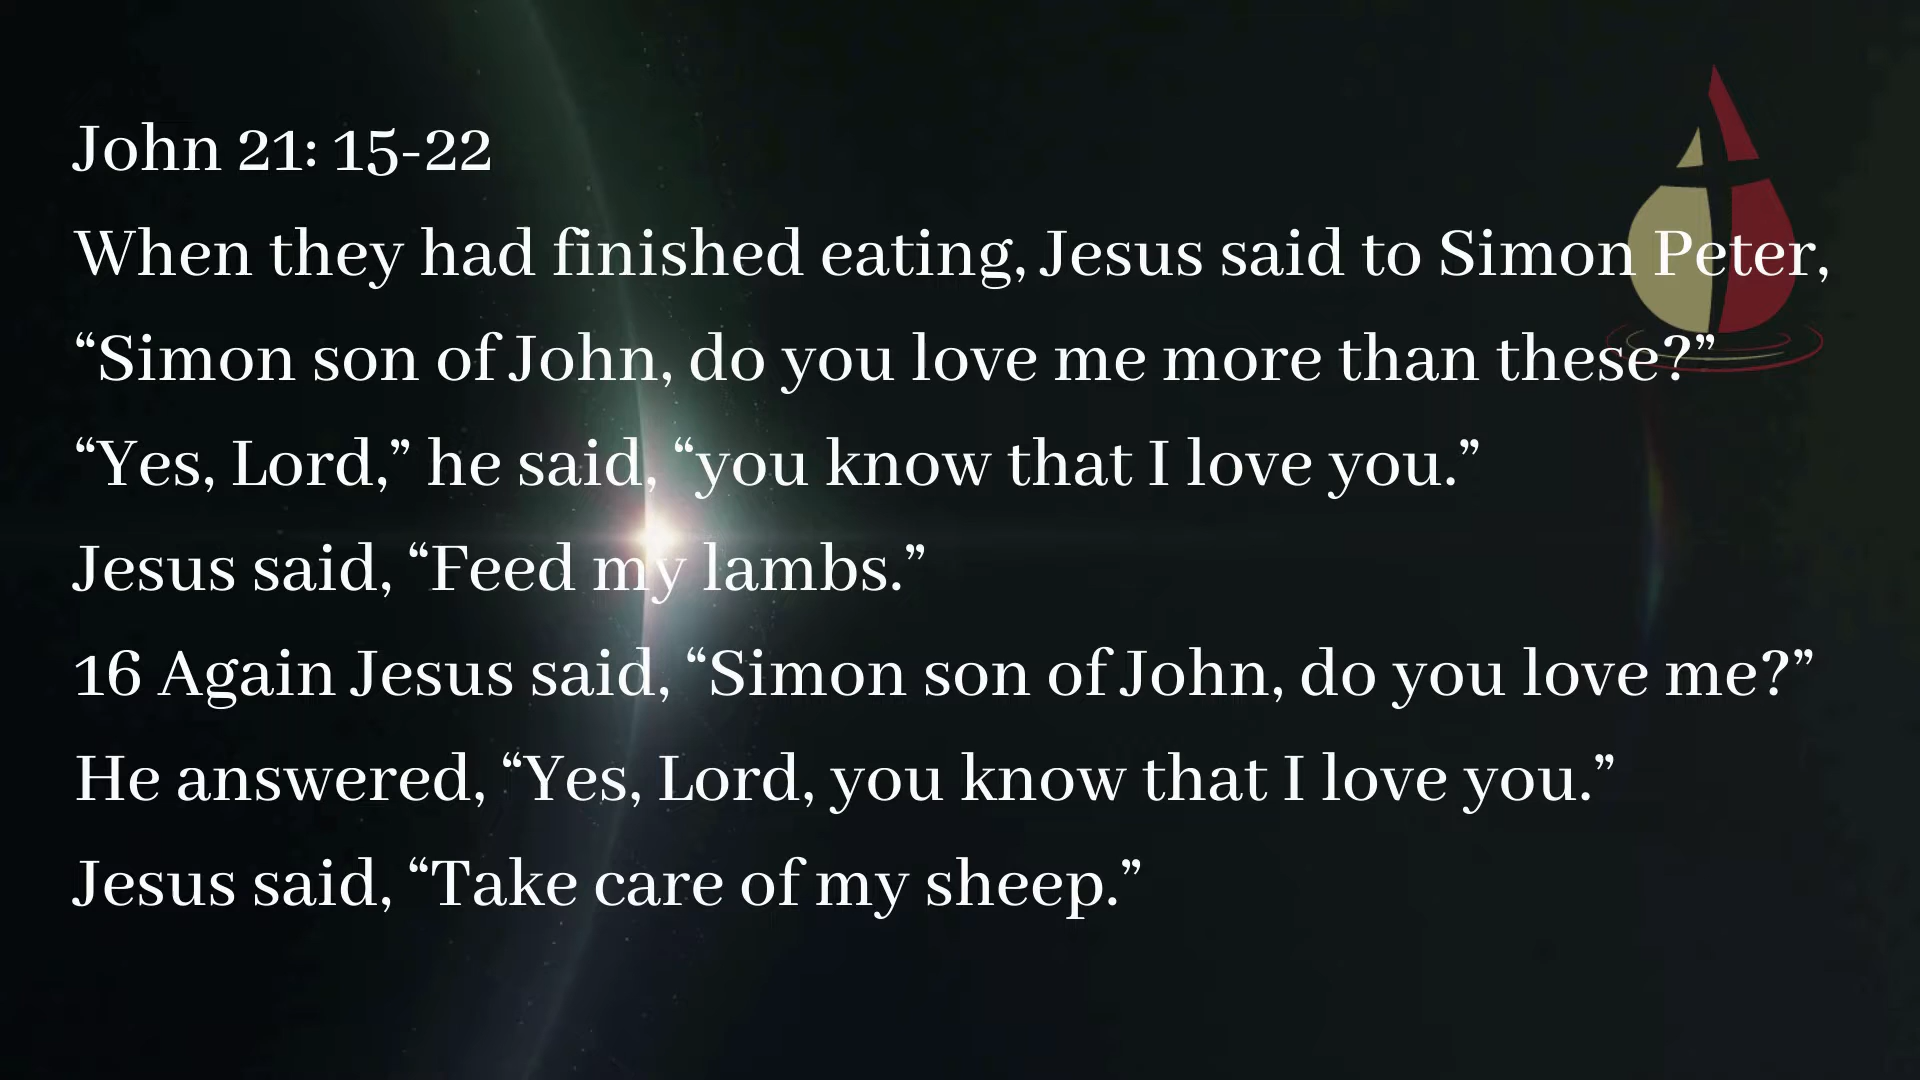 John 21: 15-22
When they had finished eating, Jesus said to Simon Peter,
“Simon son of John, do you love me more than these?”
“Yes, Lord,” he said, “you know that I love you.”
Jesus said, “Feed my lambs.”
16 Again Jesus said, “Simon son of John, do you love me?”
He answered, “Yes, Lord, you know that I love you.”
Jesus said, “Take care of my sheep.”